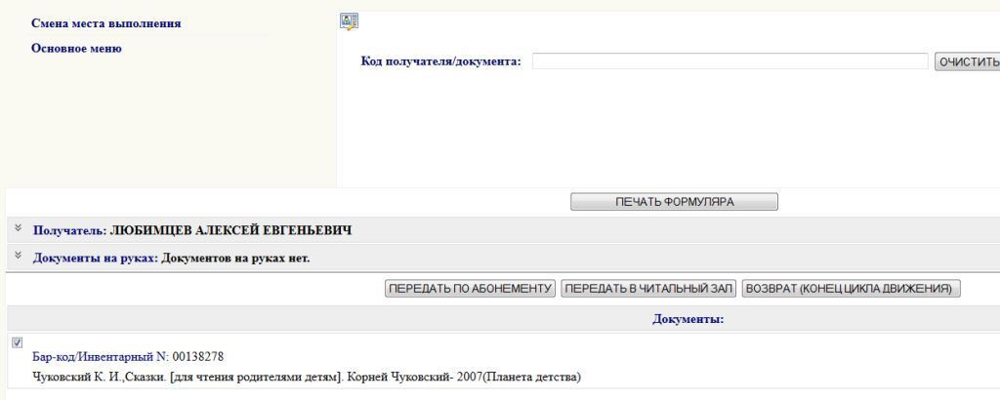 Смена места выполнения
Основное меню
Код получателя/документа:
ОЧИСТИТЬ
ПЕЧАТЬ ФОРМУЛЯРА
Получатель: ЛЮБИМЦЕВ АЛЕКСЕЙ ЕВГЕНЬЕВИЧ
Документы на руках: Документов на руках нет.
ПЕРЕДАТЬ ПО АБОНЕМЕНТУ ПЕРЕДАТЬ В ЧИТАЛЬНЫЙ ЗАЛ ВОЗВРАТ (КОНЕЦ ЦИКЛА ДВИЖЕНИЯ)
Документы:
Бар-код/Инвентарный N: 00138278
Чуковский К. И.,Сказки. [для чтения родителями детям]. Корней Чуковский- 2007(Планета детства)